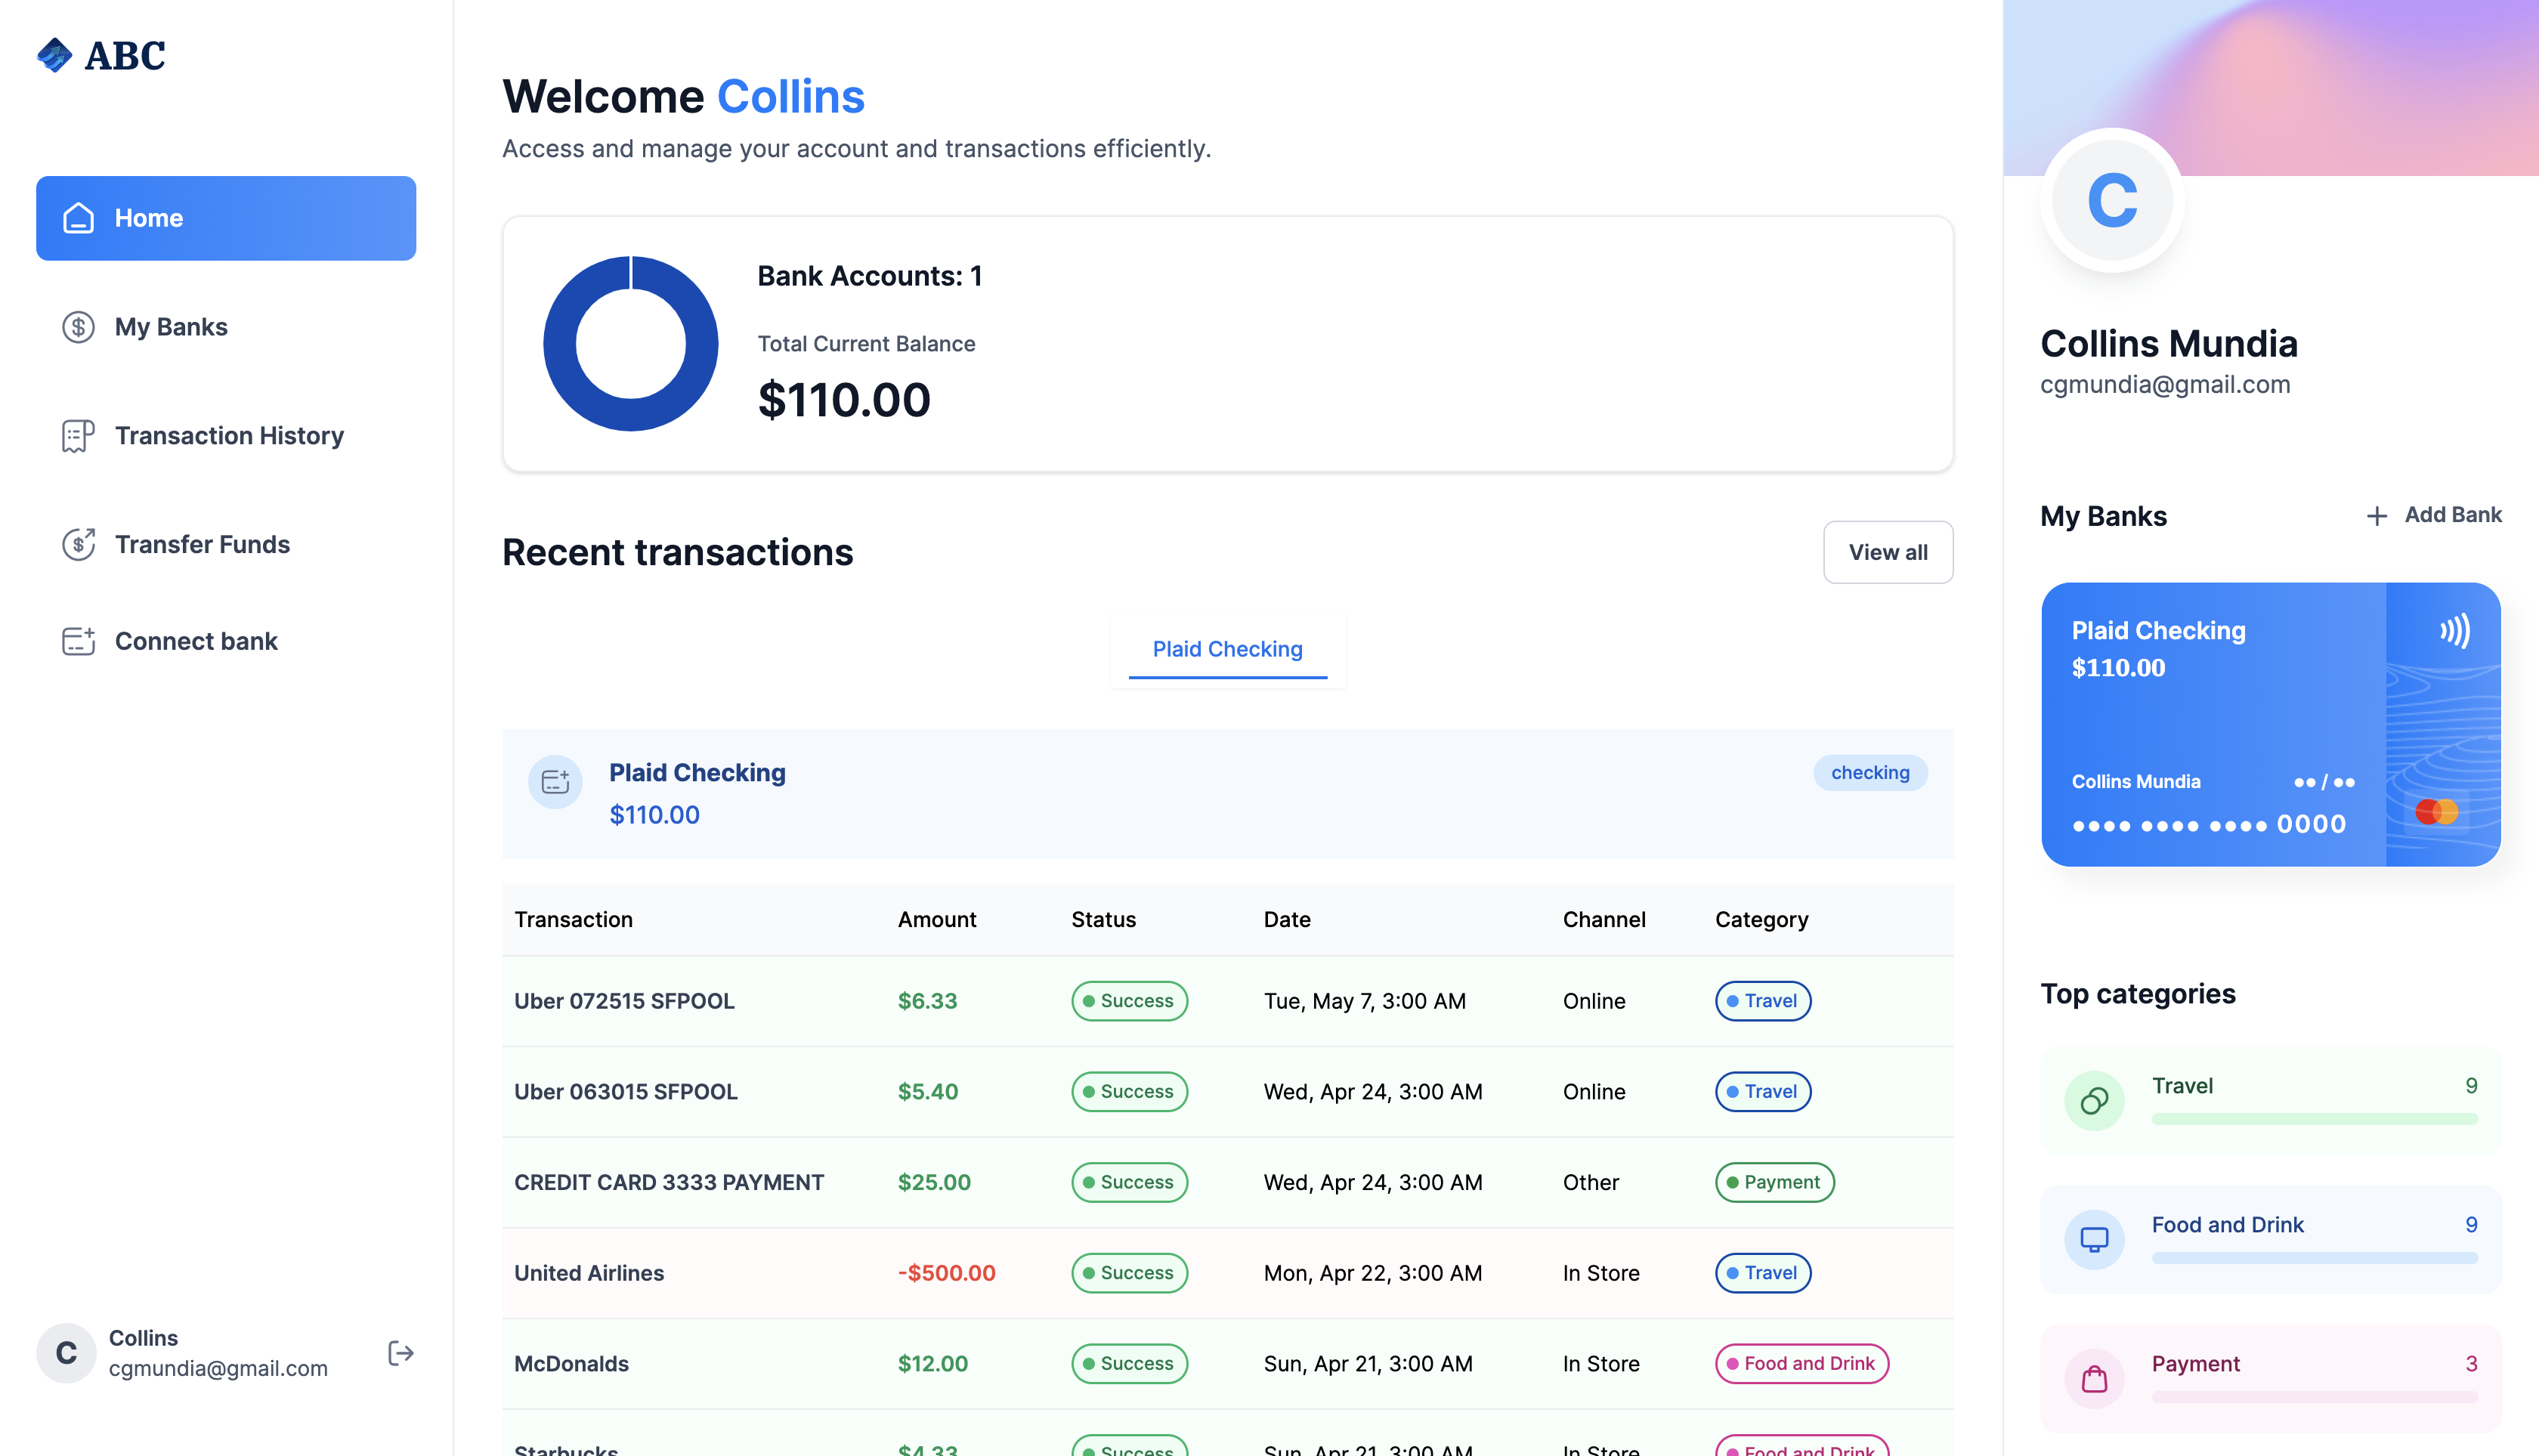 ABC
Home
My Banks
Transaction History
Transfer Funds
Connect bank
C
Collins
cgmundia@gmail.com
Welcome Collins
Access and manage your account and transactions efficiently.
Bank Accounts: 1
Total Current Balance
$110.00
Recent transactions
View all
Plaid Checking
Plaid Checking
checking
$110.00
Transaction Amount Status Date Channel Category
Uber 072515 SFPOOL $6.33 Success Tue, May 7, 3:00 AM Online Travel
Uber 063015 SFPOOL $5.40 Success Wed, Apr 24, 3:00 AM Online Travel
CREDIT CARD 3333 PAYMENT $25.00 Success Wed, Apr 24, 3:00 AM Other Payment
United Airlines -$500.00 Success Mon, Apr 22, 3:00 AM In Store Travel
McDonalds $12.00 Success Sun, Apr 21, 3:00 AM In Store Food and Drink
Starbucks $4.33 Success Sun, Apr 21, 3:00 AM In Store Food and Drink
C
Collins Mundia
cgmundia@gmail.com
My Banks
+ Add Bank
Plaid Checking
$110.00
Collins Mundia ●● / ●●
●●●● ●●●● ●●●● 0000
Top categories
Travel 9
Food and Drink 9
Payment 3